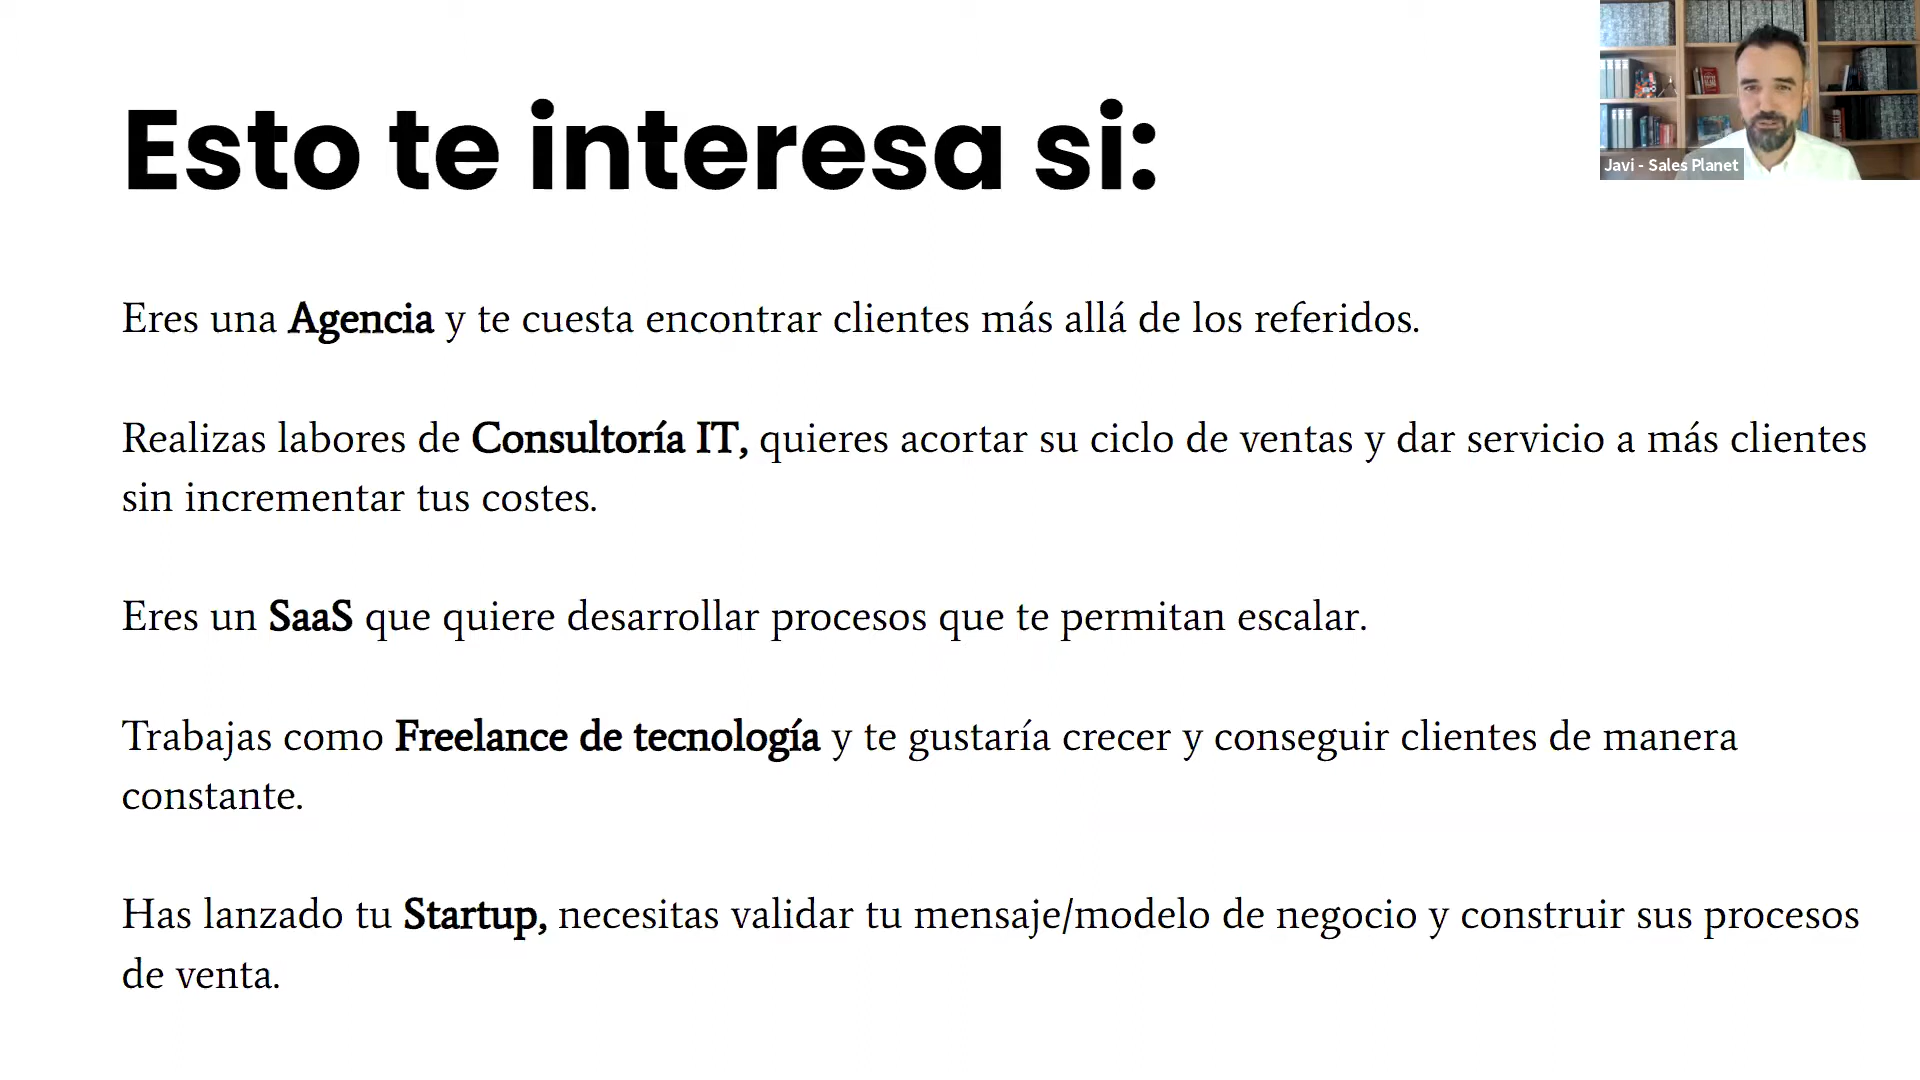 Esto te interesa si:
Javi - Sales Planet
Eres una Agencia y te cuesta encontrar clientes más allá de los referidos.
Realizas labores de Consultoría IT, quieres acortar su ciclo de ventas y dar servicio a más clientes
sin incrementar tus costes.
Eres un SaaS que quiere desarrollar procesos que te permitan escalar.
Trabajas como Freelance de tecnología y te gustaría crecer y conseguir clientes de manera
constante.
Has lanzado tu Startup, necesitas validar tu mensaje/modelo de negocio y construir sus procesos
de venta.